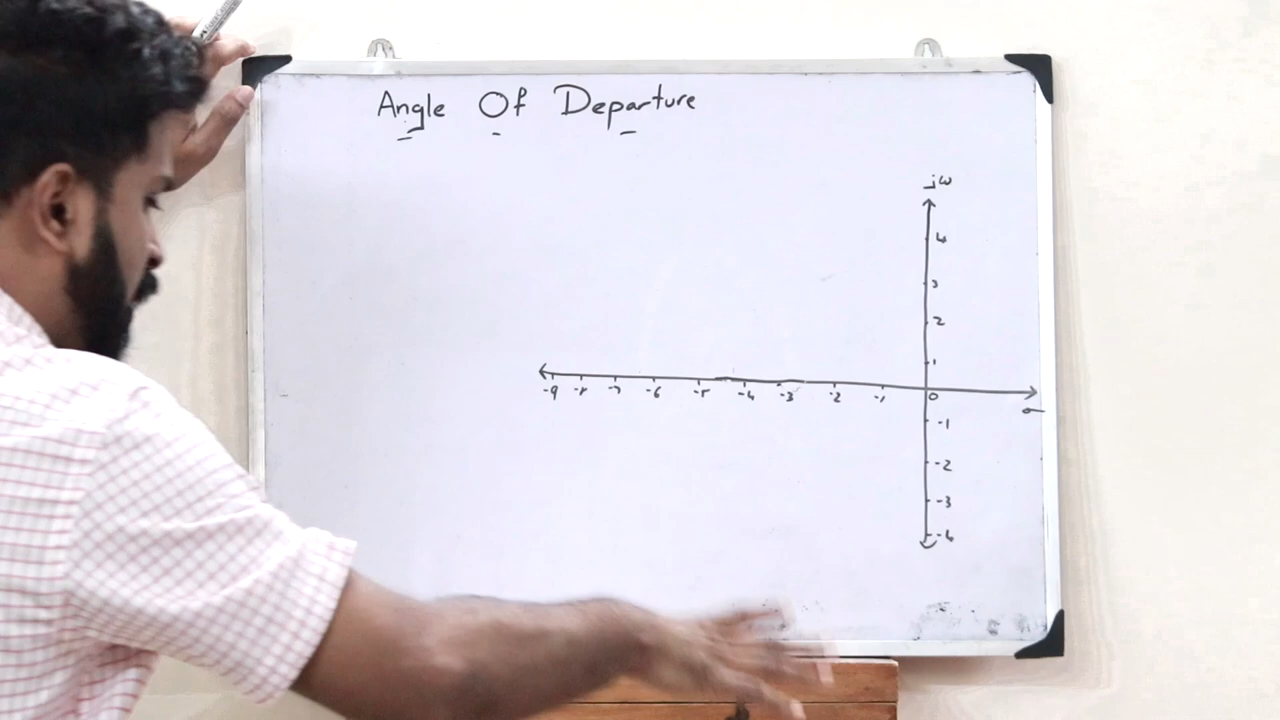 Angle Of Departure
jω
4
3
2
1
-9 -8 -7 -6 -5 -4 -3 -2 -1 0
σ
-1
-2
-3
-4